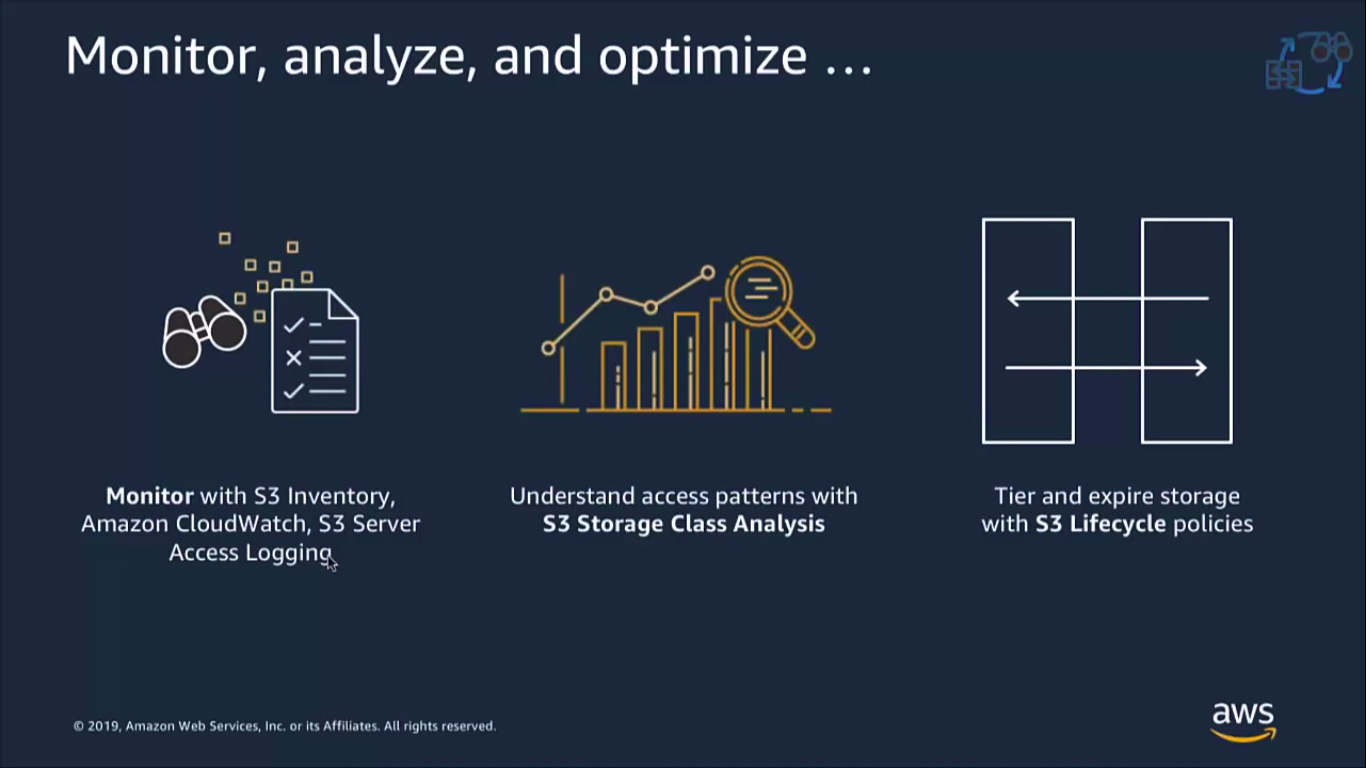 Monitor, analyze, and optimize ...
Monitor with S3 Inventory,
Amazon CloudWatch, S3 Server
Access Logging
Understand access patterns with
S3 Storage Class Analysis
Tier and expire storage
with S3 Lifecycle policies
© 2019, Amazon Web Services, Inc. or its Affiliates. All rights reserved.
aws